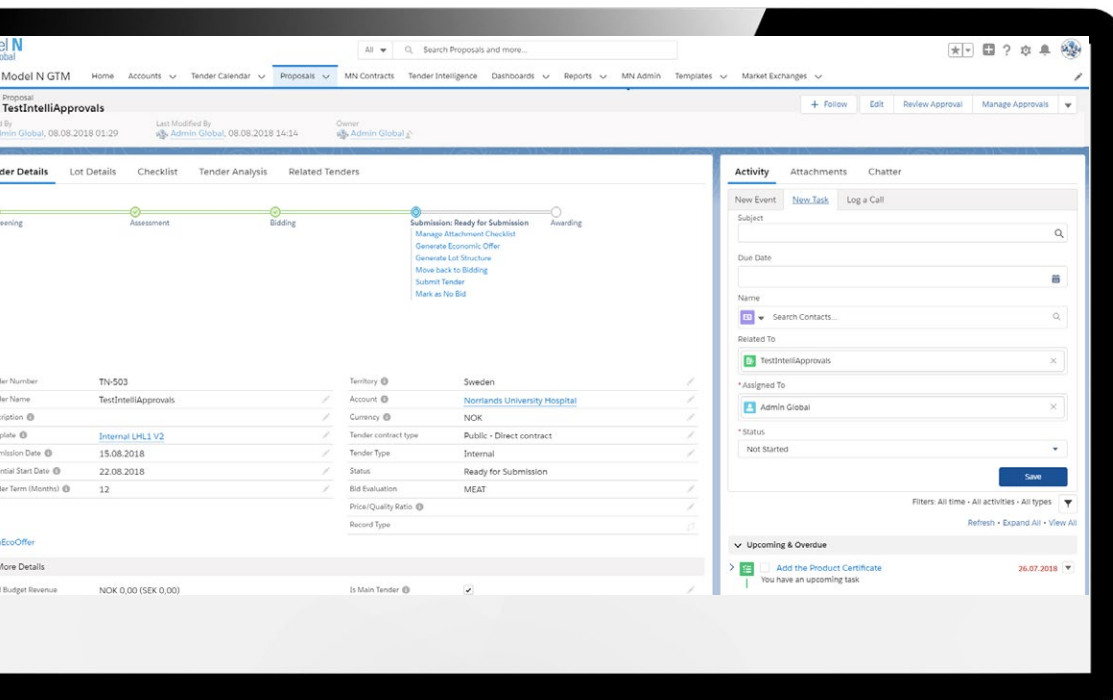 el N
obal
All Search Proposals and more...
Model N GTM Home Accounts Tender Calendar Proposals MN Contracts Tender Intelligence Dashboards Reports MN Admin Templates Market Exchanges
Proposal
TestIntelliApprovals
+ Follow Edit Review Approval Manage Approvals
d By Last Modified By Owner
dmin Global, 08.08.2018 01:29 Admin Global, 08.08.2018 14:14 Admin Global
der Details Lot Details Checklist Tender Analysis Related Tenders
eening Assessment Bidding Submission: Ready for Submission Awarding
Manage Attachment Checklist
Generate Economic Offer
Generate Lot Structure
Move back to Bidding
Submit Tender
Mark as No Bid
der Number TN-503 Territory Sweden
der Name TestIntelliApprovals Account Norrlands University Hospital
cription Currency NOK
plate Internal LHL1 V2 Tender contract type Public - Direct contract
mission Date 15.08.2018 Tender Type Internal
ential Start Date 22.08.2018 Status Ready for Submission
der Term (Months) 12 Bid Evaluation MEAT
Price/Quality Ratio
Record Type
EcoOffer
More Details
l Budget Revenue NOK 0,00 (SEK 0,00) Is Main Tender
Activity Attachments Chatter
New Event New Task Log a Call
Subject
Due Date
Name
Search Contacts...
Related To
TestIntelliApprovals
* Assigned To
Admin Global
* Status
Not Started
Save
Filters: All time • All activities • All types
Refresh • Expand All • View All
Upcoming & Overdue
Add the Product Certificate 26.07.2018
You have an upcoming task